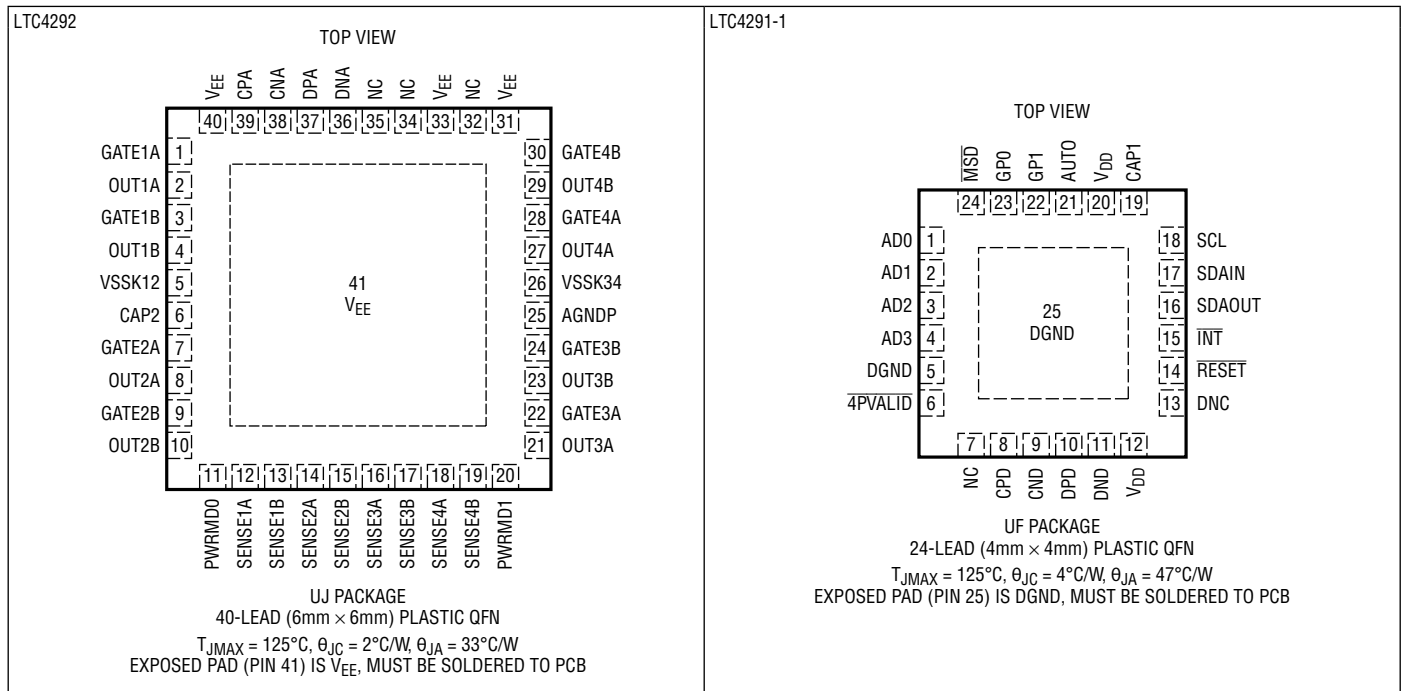 LTC4292
TOP VIEW
VEE CPA CNA DPA DNA NC NC VEE NC VEE
40 39 38 37 36 35 34 33 32 31
GATE1A 1
OUT1A 2
GATE1B 3
OUT1B 4
VSSK12 5
CAP2 6
GATE2A 7
OUT2A 8
GATE2B 9
OUT2B 10
41
VEE
30 GATE4B
29 OUT4B
28 GATE4A
27 OUT4A
26 VSSK34
25 AGNDP
24 GATE3B
23 OUT3B
22 GATE3A
21 OUT3A
11 12 13 14 15 16 17 18 19 20
PWRMD0 SENSE1A SENSE1B SENSE2A SENSE2B SENSE3A SENSE3B SENSE4A SENSE4B PWRMD1
UJ PACKAGE
40-LEAD (6mm × 6mm) PLASTIC QFN
TJMAX = 125°C, θJC = 2°C/W, θJA = 33°C/W
EXPOSED PAD (PIN 41) IS VEE, MUST BE SOLDERED TO PCB
LTC4291-1
TOP VIEW
MSD GP0 GP1 AUTO VDD CAP1
24 23 22 21 20 19
AD0 1
AD1 2
AD2 3
AD3 4
DGND 5
4PVALID 6
25
DGND
18 SCL
17 SDAIN
16 SDAOUT
15 INT
14 RESET
13 DNC
7 8 9 10 11 12
NC CPD CND DPD DND VDD
UF PACKAGE
24-LEAD (4mm × 4mm) PLASTIC QFN
TJMAX = 125°C, θJC = 4°C/W, θJA = 47°C/W
EXPOSED PAD (PIN 25) IS DGND, MUST BE SOLDERED TO PCB